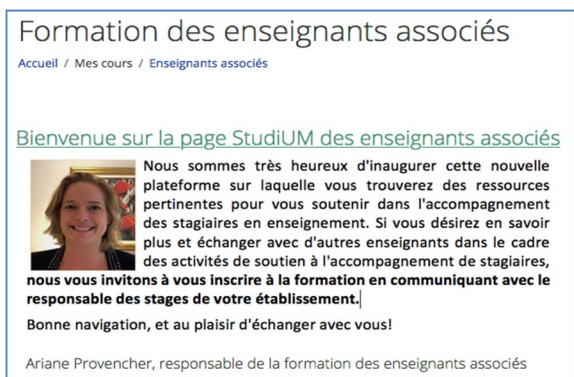 Formation des enseignants associés
Accueil / Mes cours / Enseignants associés
Bienvenue sur la page StudiUM des enseignants associés
Nous sommes très heureux d'inaugurer cette nouvelle
plateforme sur laquelle vous trouverez des ressources
pertinentes pour vous soutenir dans l'accompagnement
des stagiaires en enseignement. Si vous désirez en savoir
plus et échanger avec d'autres enseignants dans le cadre
des activités de soutien à l'accompagnement de stagiaires,
nous vous invitons à vous inscrire à la formation en communiquant avec le
responsable des stages de votre établissement.
Bonne navigation, et au plaisir d'échanger avec vous!
Ariane Provencher, responsable de la formation des enseignants associés